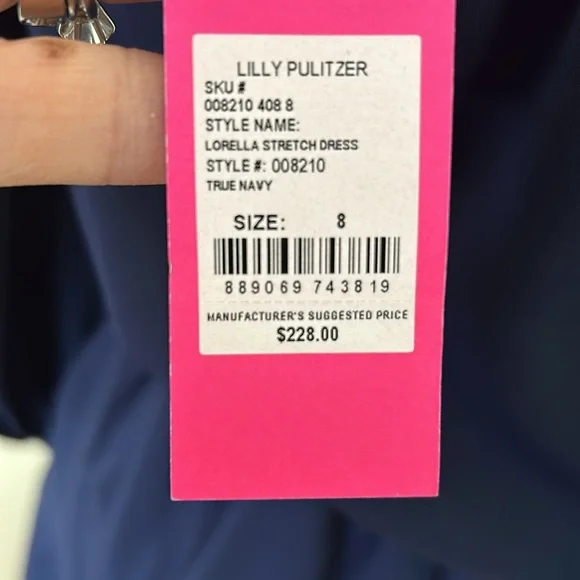 LILLY PULITZER
SKU #
008210 408 8
STYLE NAME:
LORELLA STRETCH DRESS
STYLE #: 008210
TRUE NAVY
SIZE: 8
889069 743819
MANUFACTURER'S SUGGESTED PRICE
$228.00